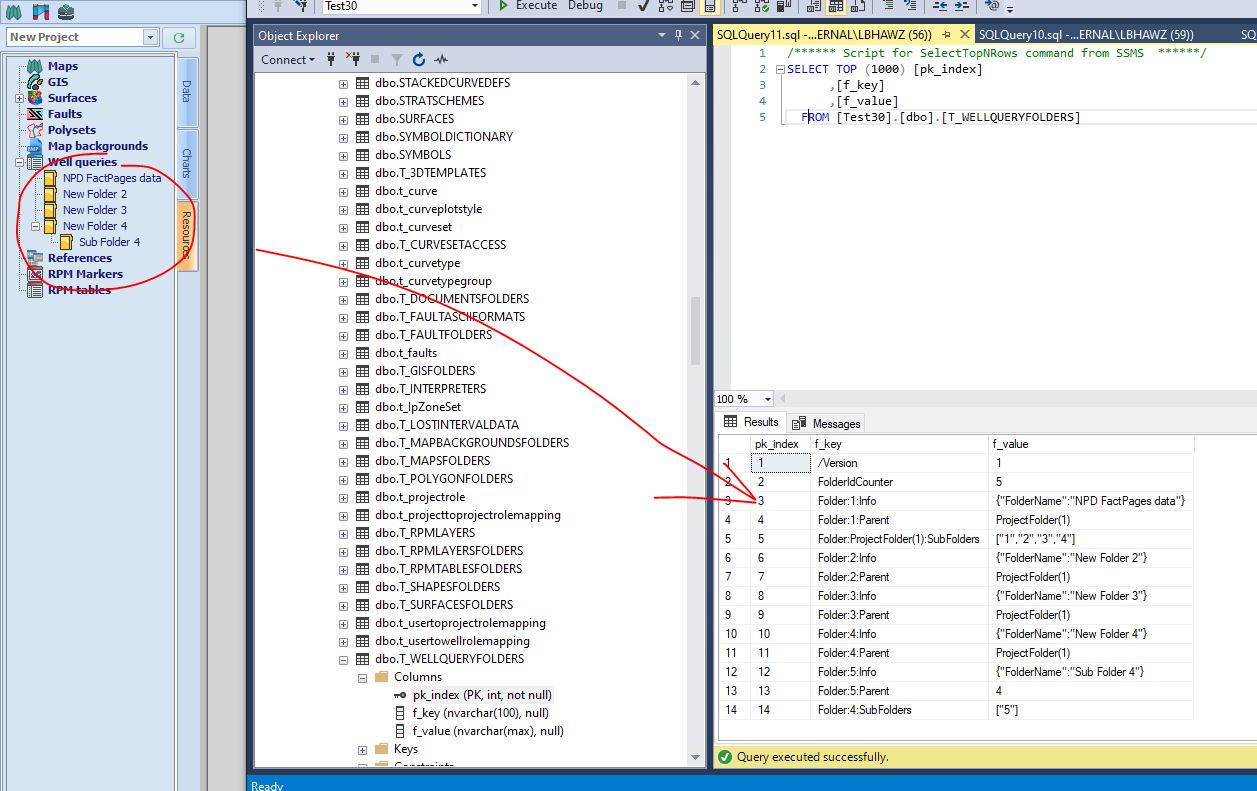 Test30
Execute
Debug
New Project
Maps
GIS
Surfaces
Faults
Polysets
Map backgrounds
Well queries
NPD FactPages data
New Folder 2
New Folder 3
New Folder 4
Sub Folder 4
References
RPM Markers
RPM tables
Data
Charts
Resources
Object Explorer
Connect
dbo.STACKEDCURVEDEFS
dbo.STRATSCHEMES
dbo.SURFACES
dbo.SYMBOLDICTIONARY
dbo.SYMBOLS
dbo.T_3DTEMPLATES
dbo.t_curve
dbo.t_curveplotstyle
dbo.t_curveset
dbo.T_CURVESETACCESS
dbo.t_curvetype
dbo.t_curvetypegroup
dbo.T_DOCUMENTSFOLDERS
dbo.T_FAULTASCIIFORMATS
dbo.T_FAULTFOLDERS
dbo.t_faults
dbo.T_GISFOLDERS
dbo.T_INTERPRETERS
dbo.t_lpZoneSet
dbo.T_LOSTINTERVALDATA
dbo.T_MAPBACKGROUNDSFOLDERS
dbo.T_MAPSFOLDERS
dbo.T_POLYGONFOLDERS
dbo.t_projectrole
dbo.t_projecttoprojectrolemapping
dbo.T_RPMLAYERS
dbo.T_RPMLAYERSFOLDERS
dbo.T_RPMTABLESFOLDERS
dbo.T_SHAPESFOLDERS
dbo.T_SURFACESFOLDERS
dbo.t_usertoprojectrolemapping
dbo.t_usertowellrolemapping
dbo.T_WELLQUERYFOLDERS
Columns
pk_index (PK, int, not null)
f_key (nvarchar(100), null)
f_value (nvarchar(max), null)
Keys
Constraints
Ready
SQLQuery11.sql -...ERNAL\LBHAWZ (56))
SQLQuery10.sql -...ERNAL\LBHAWZ (59))
SQ
1 /****** Script for SelectTopNRows command from SSMS ******/
2 SELECT TOP (1000) [pk_index]
3 ,[f_key]
4 ,[f_value]
5 FROM [Test30].[dbo].[T_WELLQUERYFOLDERS]
100 %
Results
Messages
pk_index f_key f_value
1 1 /Version 1
2 2 FolderIdCounter 5
3 3 Folder:1:Info {"FolderName":"NPD FactPages data"}
4 4 Folder:1:Parent ProjectFolder(1)
5 5 Folder:ProjectFolder(1):SubFolders ["1","2","3","4"]
6 6 Folder:2:Info {"FolderName":"New Folder 2"}
7 7 Folder:2:Parent ProjectFolder(1)
8 8 Folder:3:Info {"FolderName":"New Folder 3"}
9 9 Folder:3:Parent ProjectFolder(1)
10 10 Folder:4:Info {"FolderName":"New Folder 4"}
11 11 Folder:4:Parent ProjectFolder(1)
12 12 Folder:5:Info {"FolderName":"Sub Folder 4"}
13 13 Folder:5:Parent 4
14 14 Folder:4:SubFolders ["5"]
Query executed successfully.